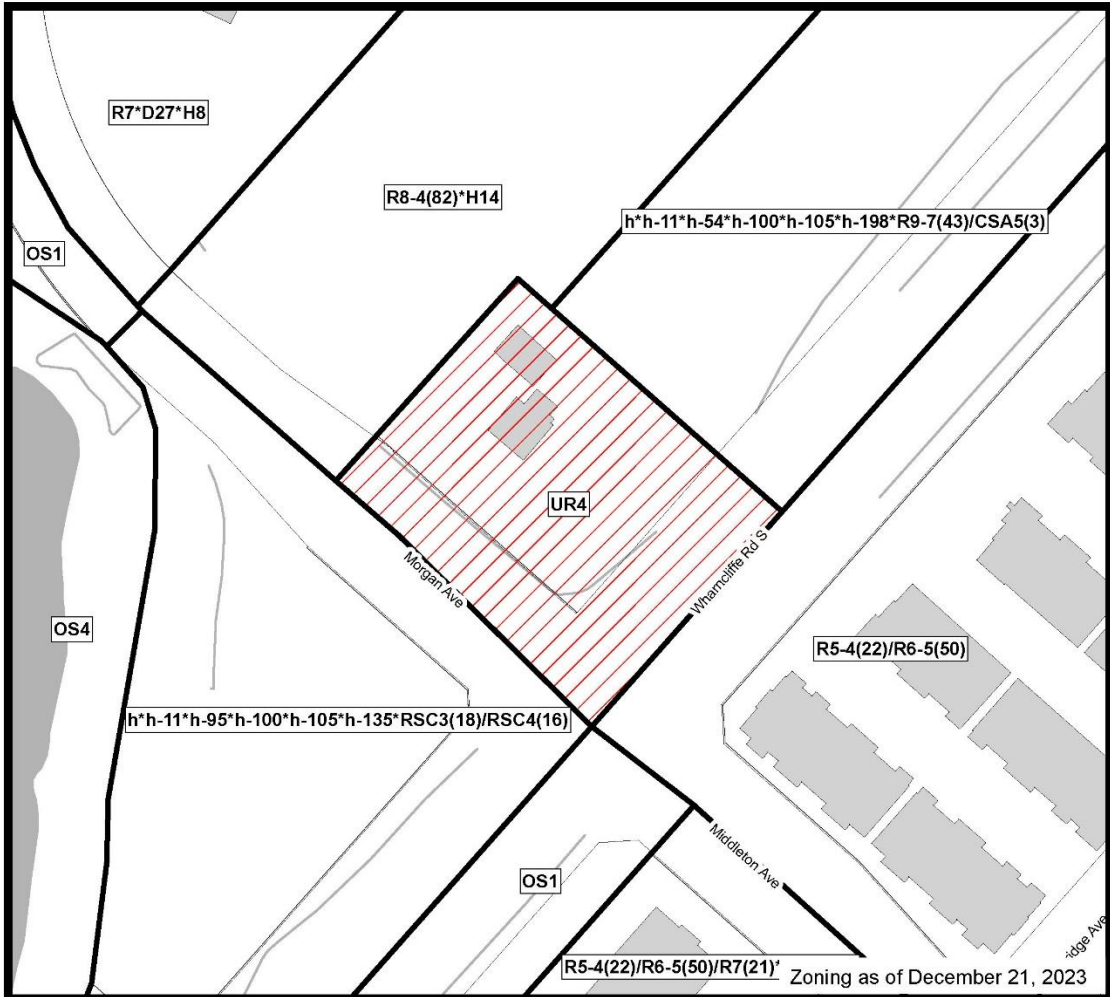 R7*D27*H8
R8-4(82)*H14
h*h-11*h-54*h-100*h-105*h-198*R9-7(43)/CSA5(3)
OS1
UR4
Morgan Ave
Wharncliffe Rd S
OS4
R5-4(22)/R6-5(50)
h*h-11*h-95*h-100*h-105*h-135*RSC3(18)/RSC4(16)
Middleton Ave
OS1
idge Ave
R5-4(22)/R6-5(50)/R7(21)*
Zoning as of December 21, 2023